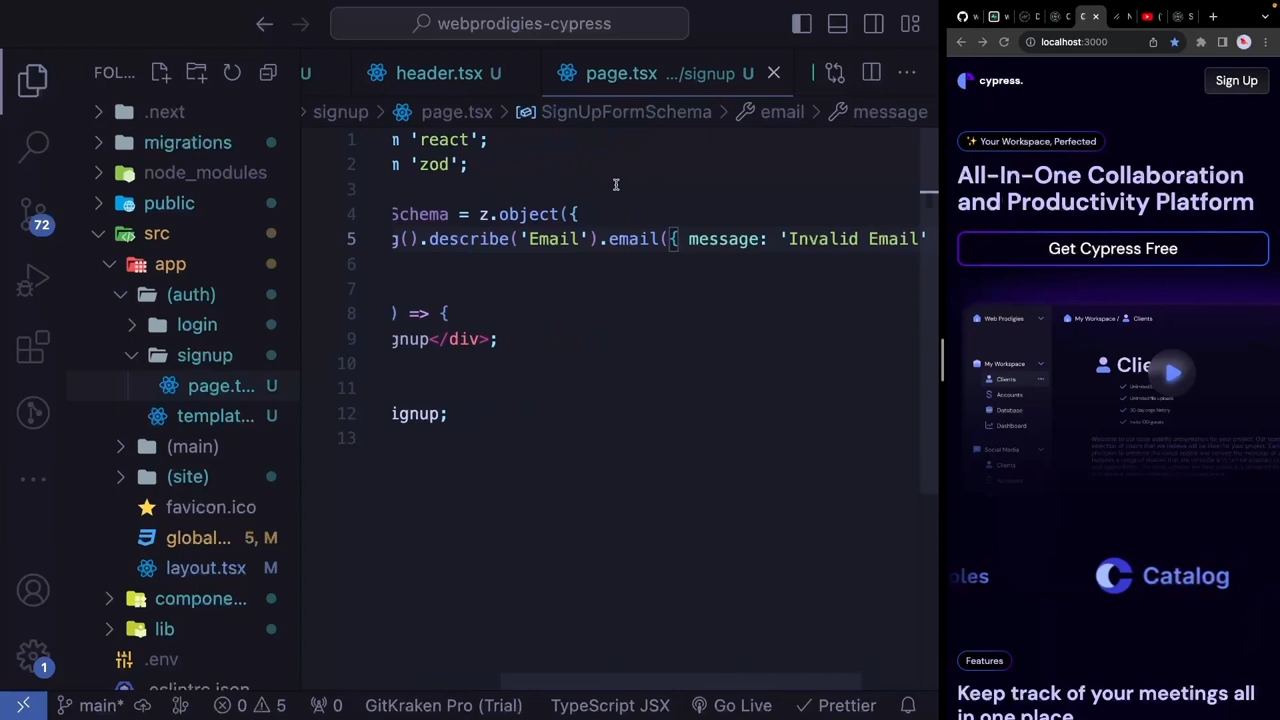 webprodigies-cypress
FOL...
U
header.tsx U
page.tsx .../signup U
signup
page.tsx
SignUpFormSchema
email
message
.next
migrations
node_modules
public
src
app
(auth)
login
signup
page.t... U
templat... U
(main)
(site)
favicon.ico
global... 5, M
layout.tsx M
compone...
lib
.env
.eslintrc.json
72
1
1 m 'react';
2 m 'zod';
3
4 Schema = z.object({
5 g().describe('Email').email({ message: 'Invalid Email'
6
7
8 ) => {
9 gnup</div>;
10
11
12 ignup;
13
main*
0 5
0
GitKraken Pro (Trial)
TypeScript JSX
Go Live
Prettier
localhost:3000
cypress.
Sign Up
✨ Your Workspace, Perfected
All-In-One Collaboration
and Productivity Platform
Get Cypress Free
Web Prodigies
My Workspace /
Clients
My Workspace
Clients
Accounts
Database
Dashboard
Social Media
Clients
Clie
ples
Catalog
Features
Keep track of your meetings all
in one place